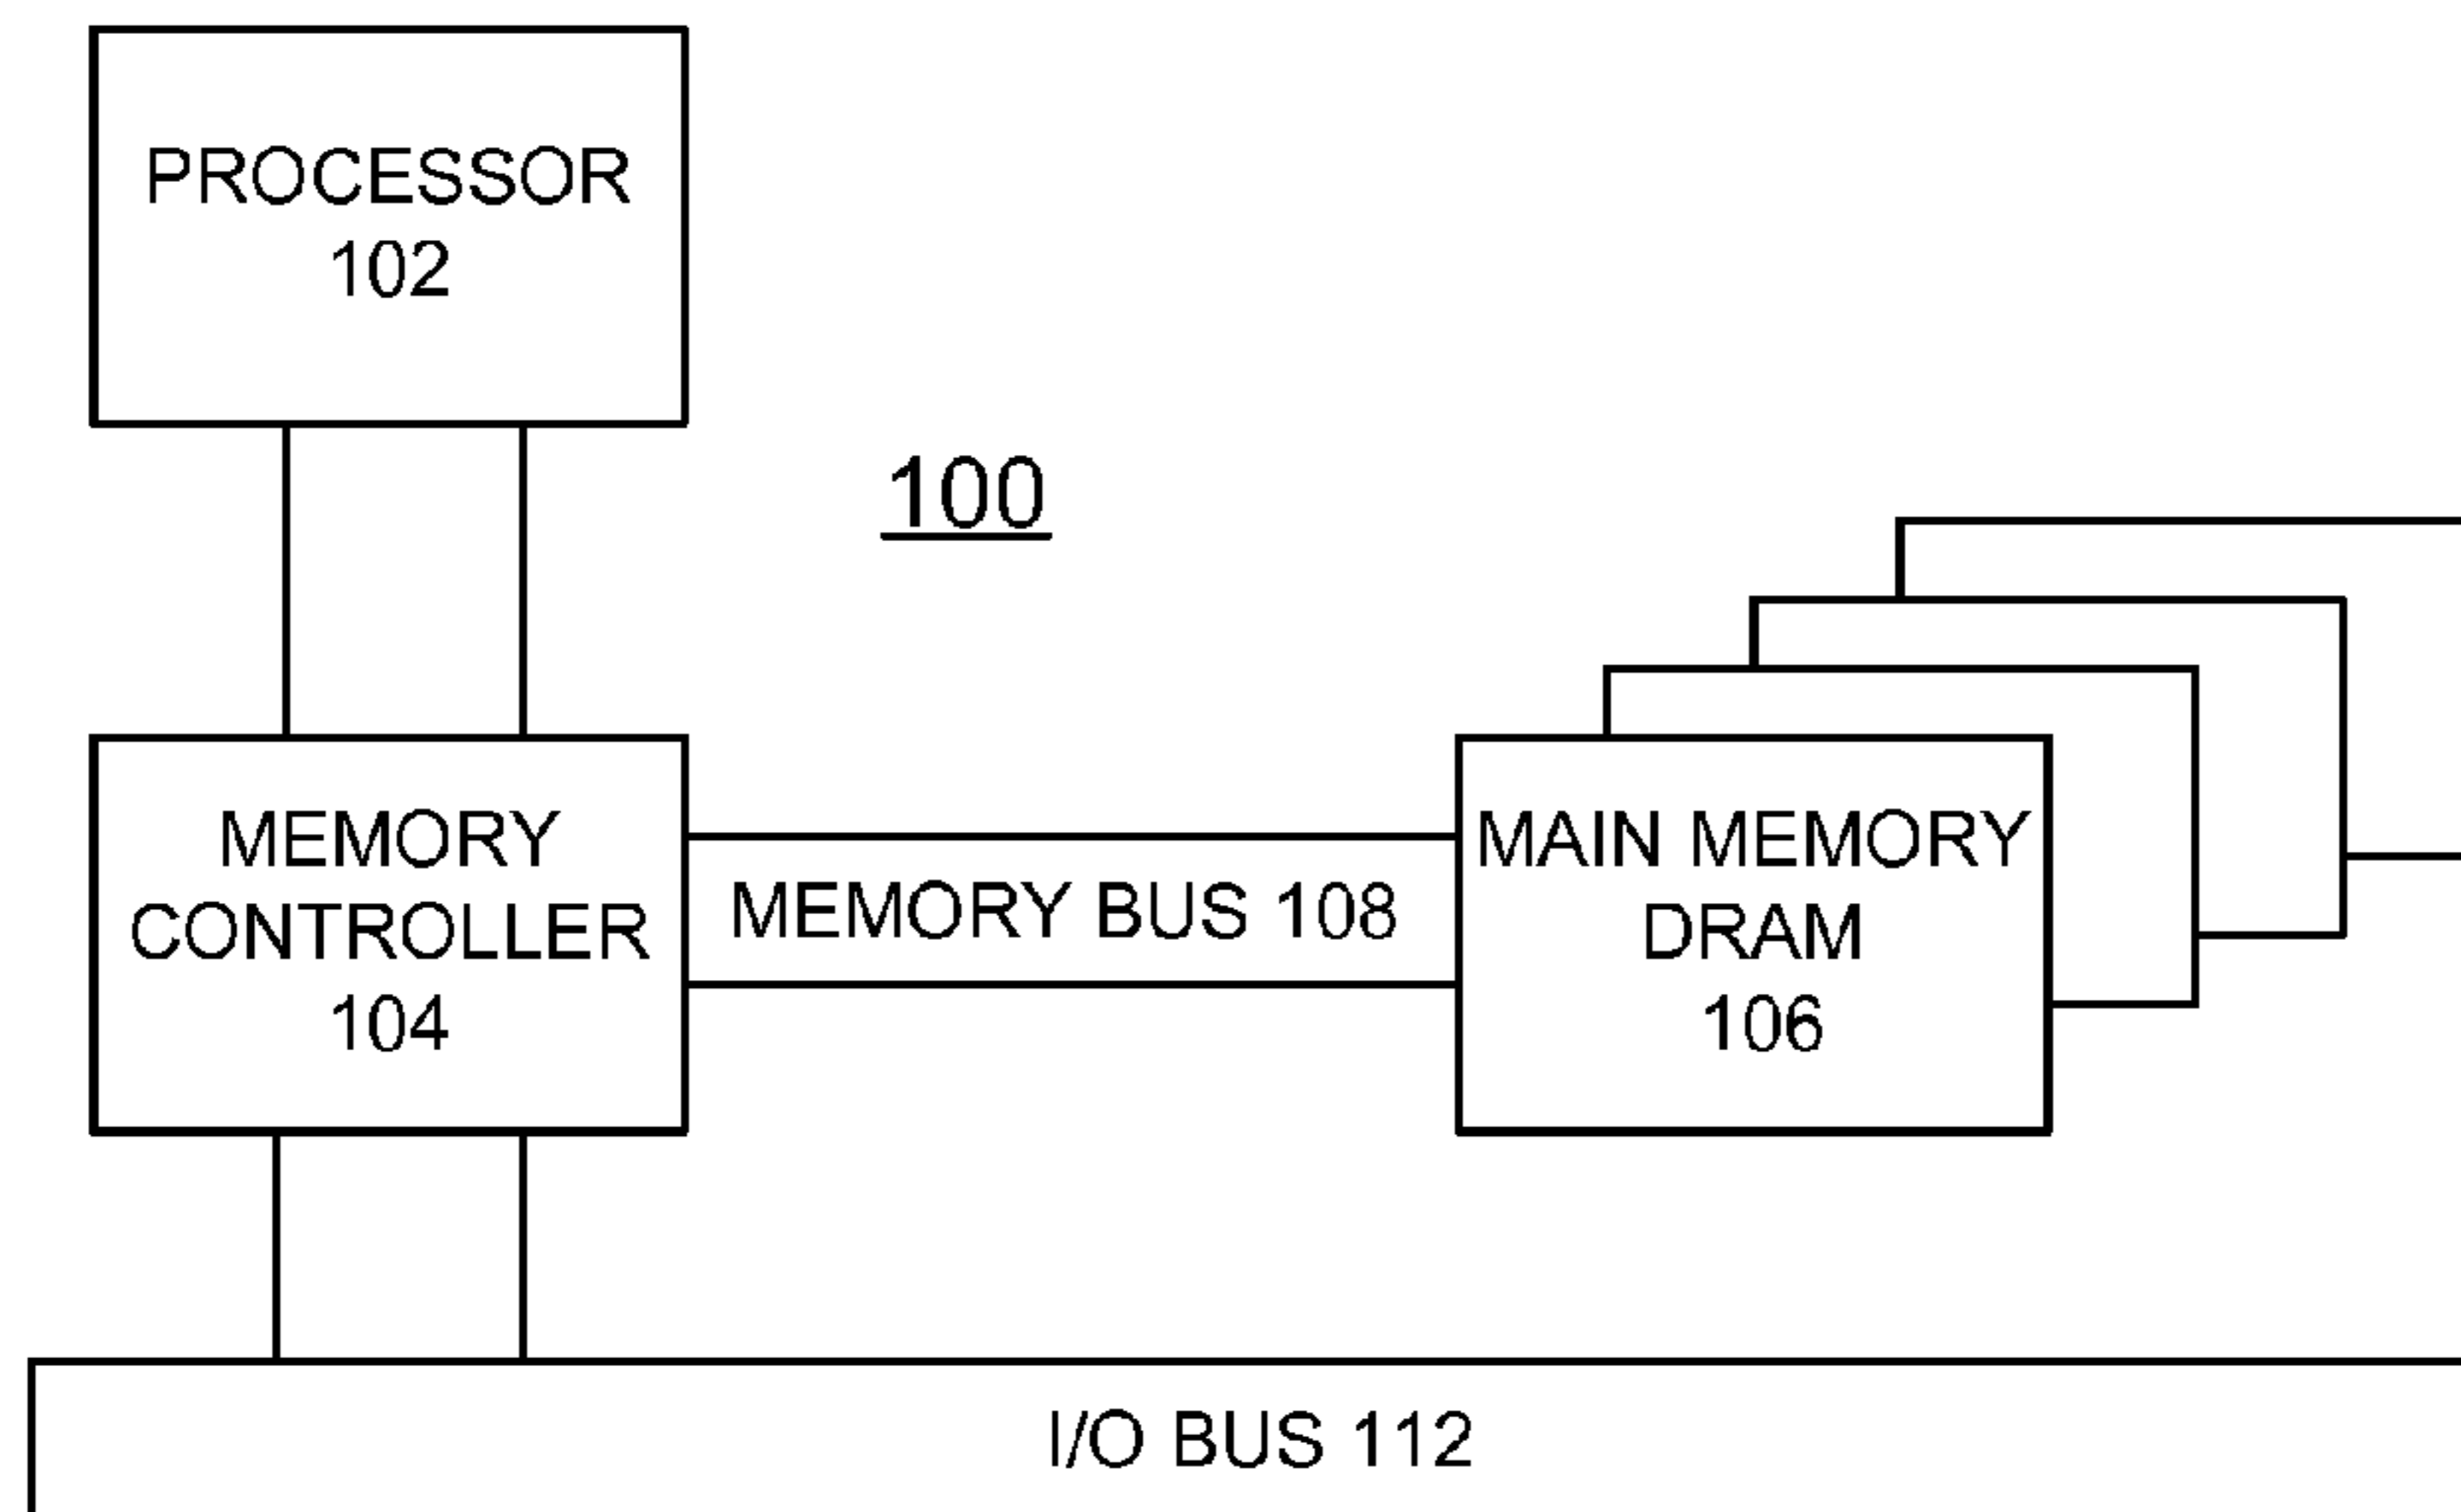 PROCESSOR
102
100
MEMORY
CONTROLLER
104
MEMORY BUS 108
MAIN MEMORY
DRAM
106
I/O BUS 112